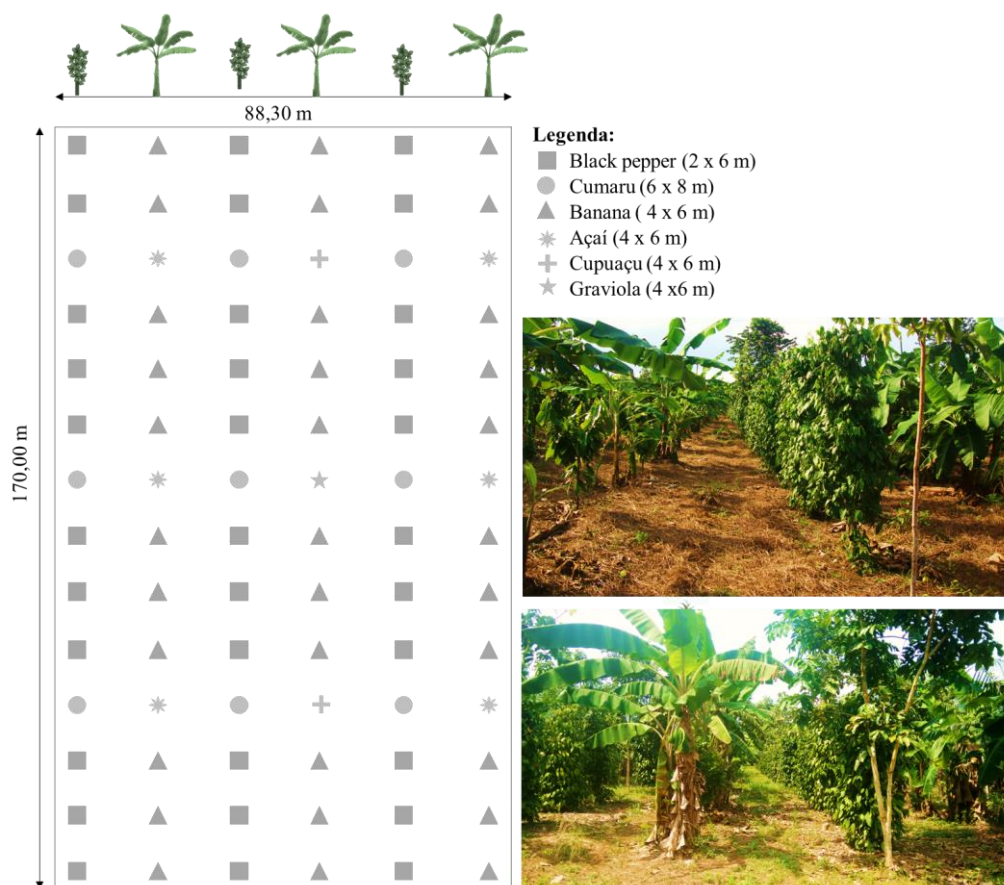 88,30 m
170,00 m
Legenda:
Black pepper (2 x 6 m)
Cumaru (6 x 8 m)
Banana ( 4 x 6 m)
Açaí (4 x 6 m)
Cupuaçu (4 x 6 m)
Graviola (4 x6 m)